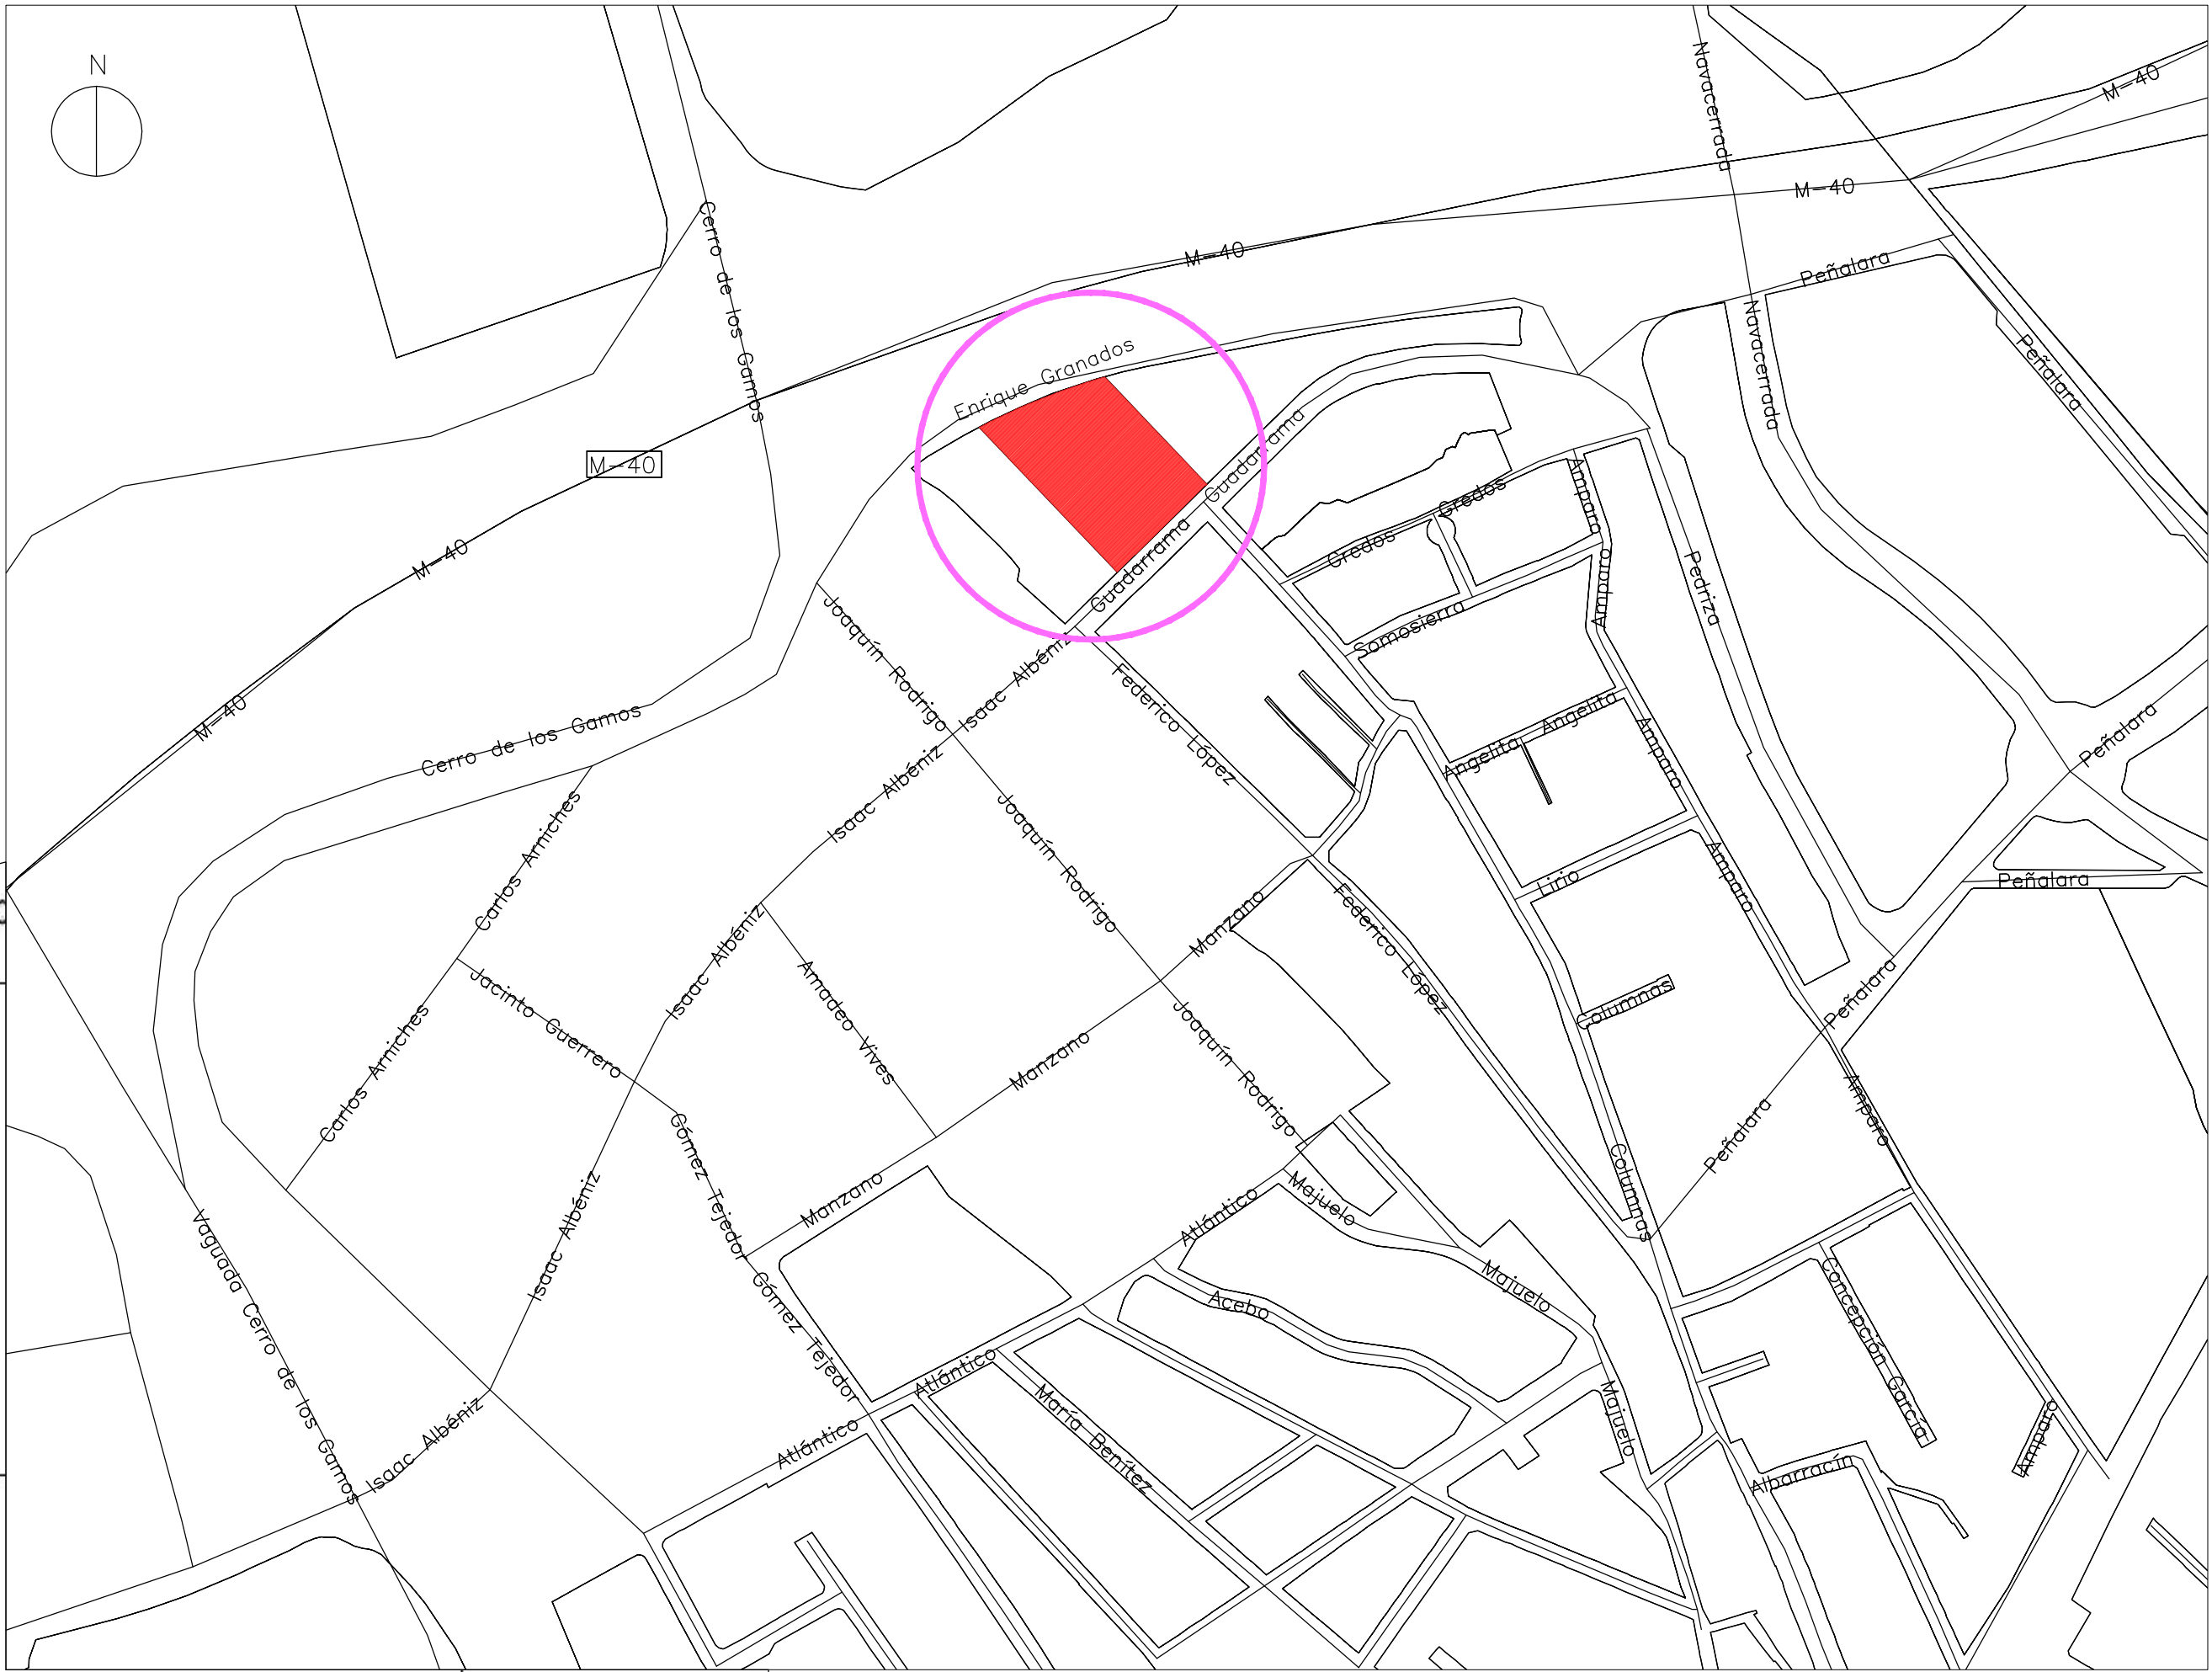 N
Navacerrada
M-40
M-40
Cerro de los Gamos
M-40
Peñalara
Navacerrada
Peñalara
Enrique Granados
Guadarrama
M-40
Credos
Amparo
M-40
Credos
Guadarrama
Amparo
Pedriza
Joaquín Rodrigo
Somosierra
Isaac Albéniz
Federico López
M-40
Cerro de los Gamos
Angelita
Angelita
Amparo
Peñalara
Isaac Albéniz
Carlos Arniches
Joaquín Rodrigo
Lirio
Amparo
Peñalara
Manzano
Federico López
Isaac Albéniz
Amadeo Vives
Jacinto Guerrero
Columnas
Peñalara
Carlos Arniches
Manzano
Joaquín Rodrigo
Amparo
Peñalara
Gómez Tejedor
Manzano
Majuelo
Atlántico
Columnas
Isaac Albéniz
Vaguada Cerro de los Gamos
Gómez Tejedor
Acebo
Majuelo
Concepción García
Atlántico
María Benítez
Majuelo
Isaac Albéniz
Atlántico
Albarracín
Amparo